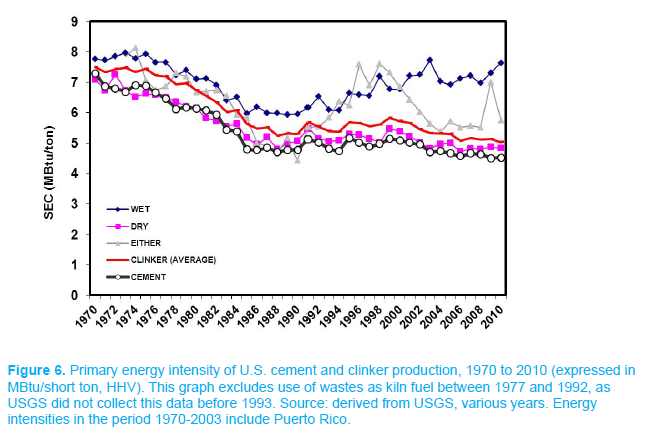 9
8
7
6
5
4
3
2
1
0
SEC (MBtu/ton)
WET
DRY
EITHER
CLINKER (AVERAGE)
CEMENT
1970 1972 1974 1976 1978 1980 1982 1984 1986 1988 1990 1992 1994 1996 1998 2000 2002 2004 2006 2008 2010
Figure 6. Primary energy intensity of U.S. cement and clinker production, 1970 to 2010 (expressed in
MBtu/short ton, HHV). This graph excludes use of wastes as kiln fuel between 1977 and 1992, as
USGS did not collect this data before 1993. Source: derived from USGS, various years. Energy
intensities in the period 1970-2003 include Puerto Rico.